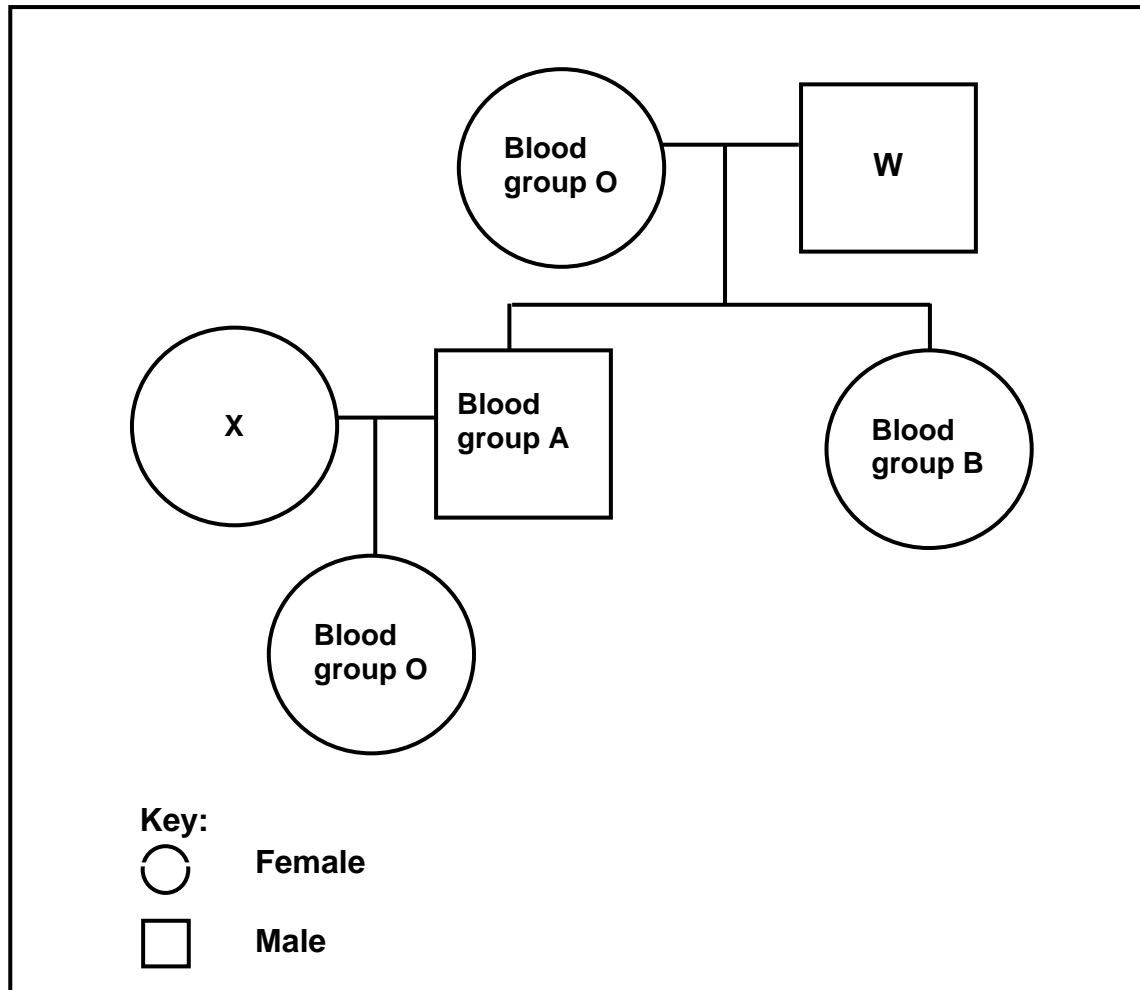 Blood
group O
W
X
Blood
group A
Blood
group B
Blood
group O
Key:
Female
Male